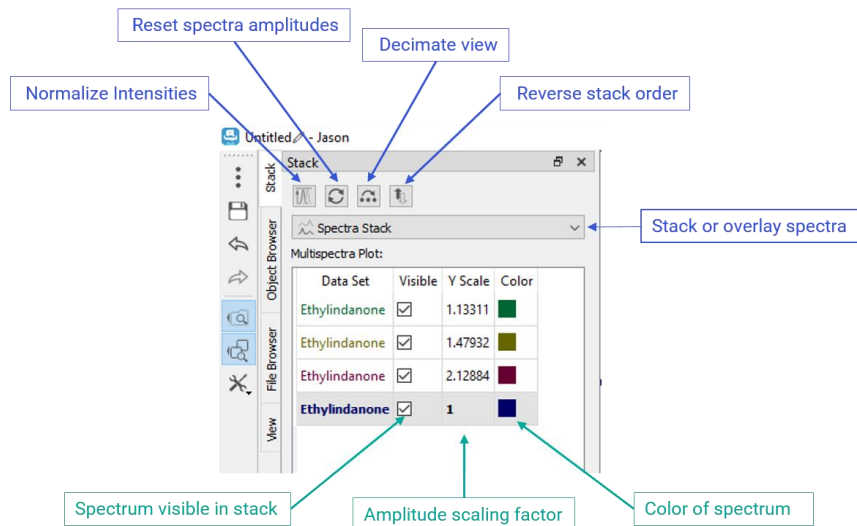 Reset spectra amplitudes
Decimate view
Normalize Intensities
Reverse stack order
Untitled - Jason
Stack
Stack
Object Browser
File Browser
View
Spectra Stack
Stack or overlay spectra
Multispectra Plot:
Data Set Visible Y Scale Color
Ethylindanone 1.13311
Ethylindanone 1.47932
Ethylindanone 2.12884
Ethylindanone 1
Spectrum visible in stack
Amplitude scaling factor
Color of spectrum